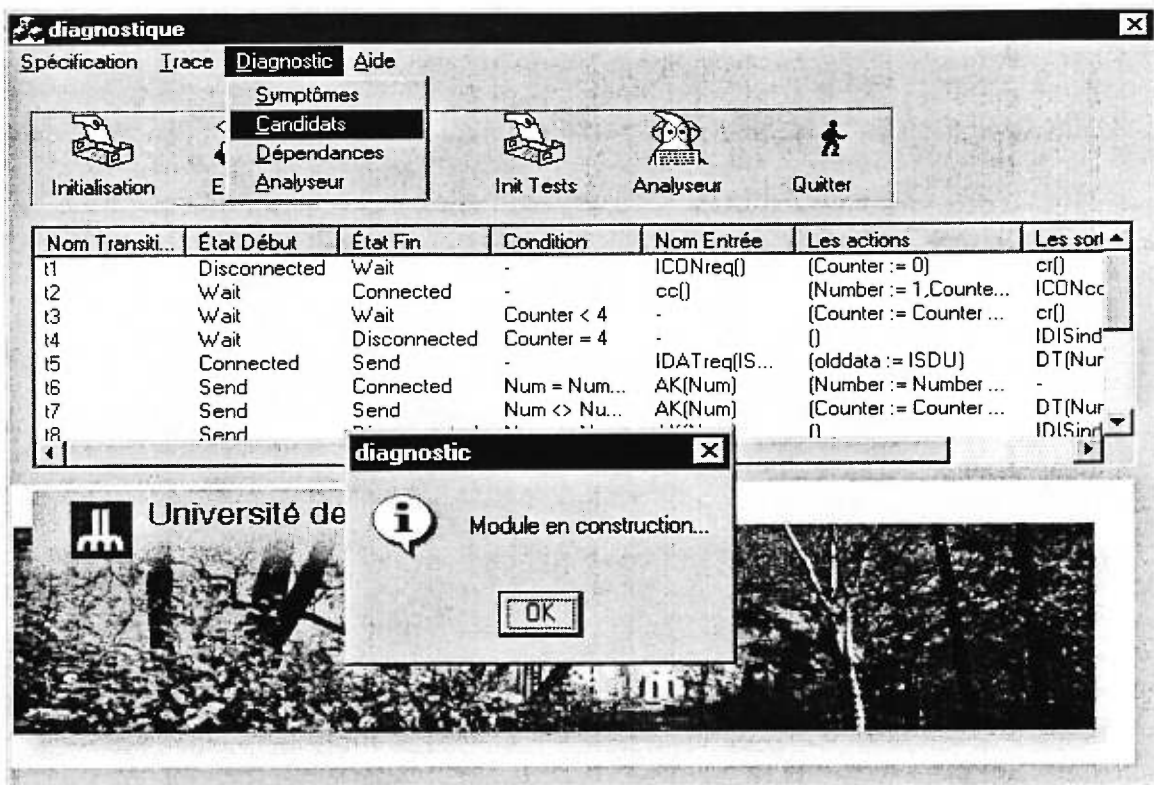 diagnostique
Spécification Trace Diagnostic Aide
Symptômes
Candidats
Dépendances
Analyseur
Initialisation E Init Tests Analyseur Quitter
Nom Transiti... État Début État Fin Condition Nom Entrée Les actions Les sort
t1 Disconnected Wait - ICONreq() (Counter := 0) cr()
t2 Wait Connected - cc() (Number := 1,Counte... ICONcc
t3 Wait Wait Counter < 4 - (Counter := Counter ... cr()
t4 Wait Disconnected Counter = 4 - () IDISind
t5 Connected Send - IDATreq(IS... (olddata := ISDU) DT(Nur
t6 Send Connected Num = Num... AK(Num) (Number := Number ... -
t7 Send Send Num <> Nu... AK(Num) (Counter := Counter ... DT(Nur
t8 Send () IDISind
diagnostic
Université de
Module en construction...
OK